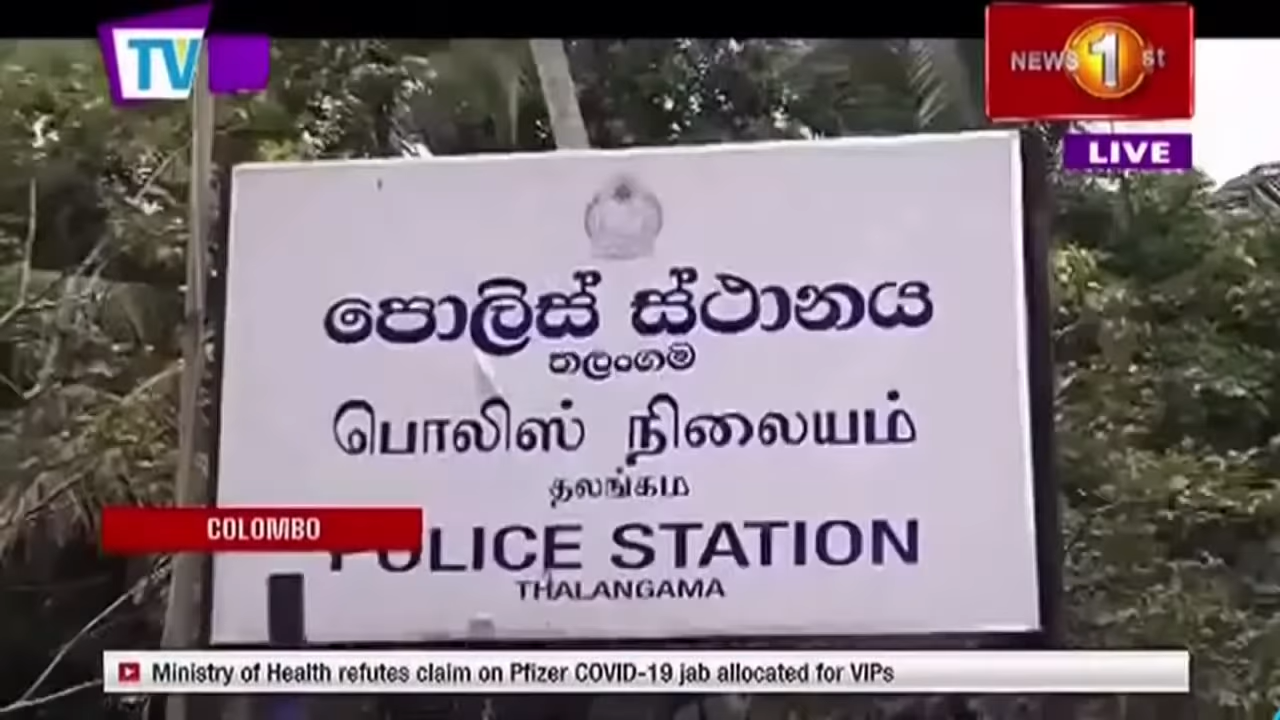 TV
NEWS 1st
LIVE
පොලිස් ස්ථානය
තලංගම
பொலிஸ் நிலையம்
தலங்கம
COLOMBO
POLICE STATION
THALANGAMA
Ministry of Health refutes claim on Pfizer COVID-19 jab allocated for VIPs